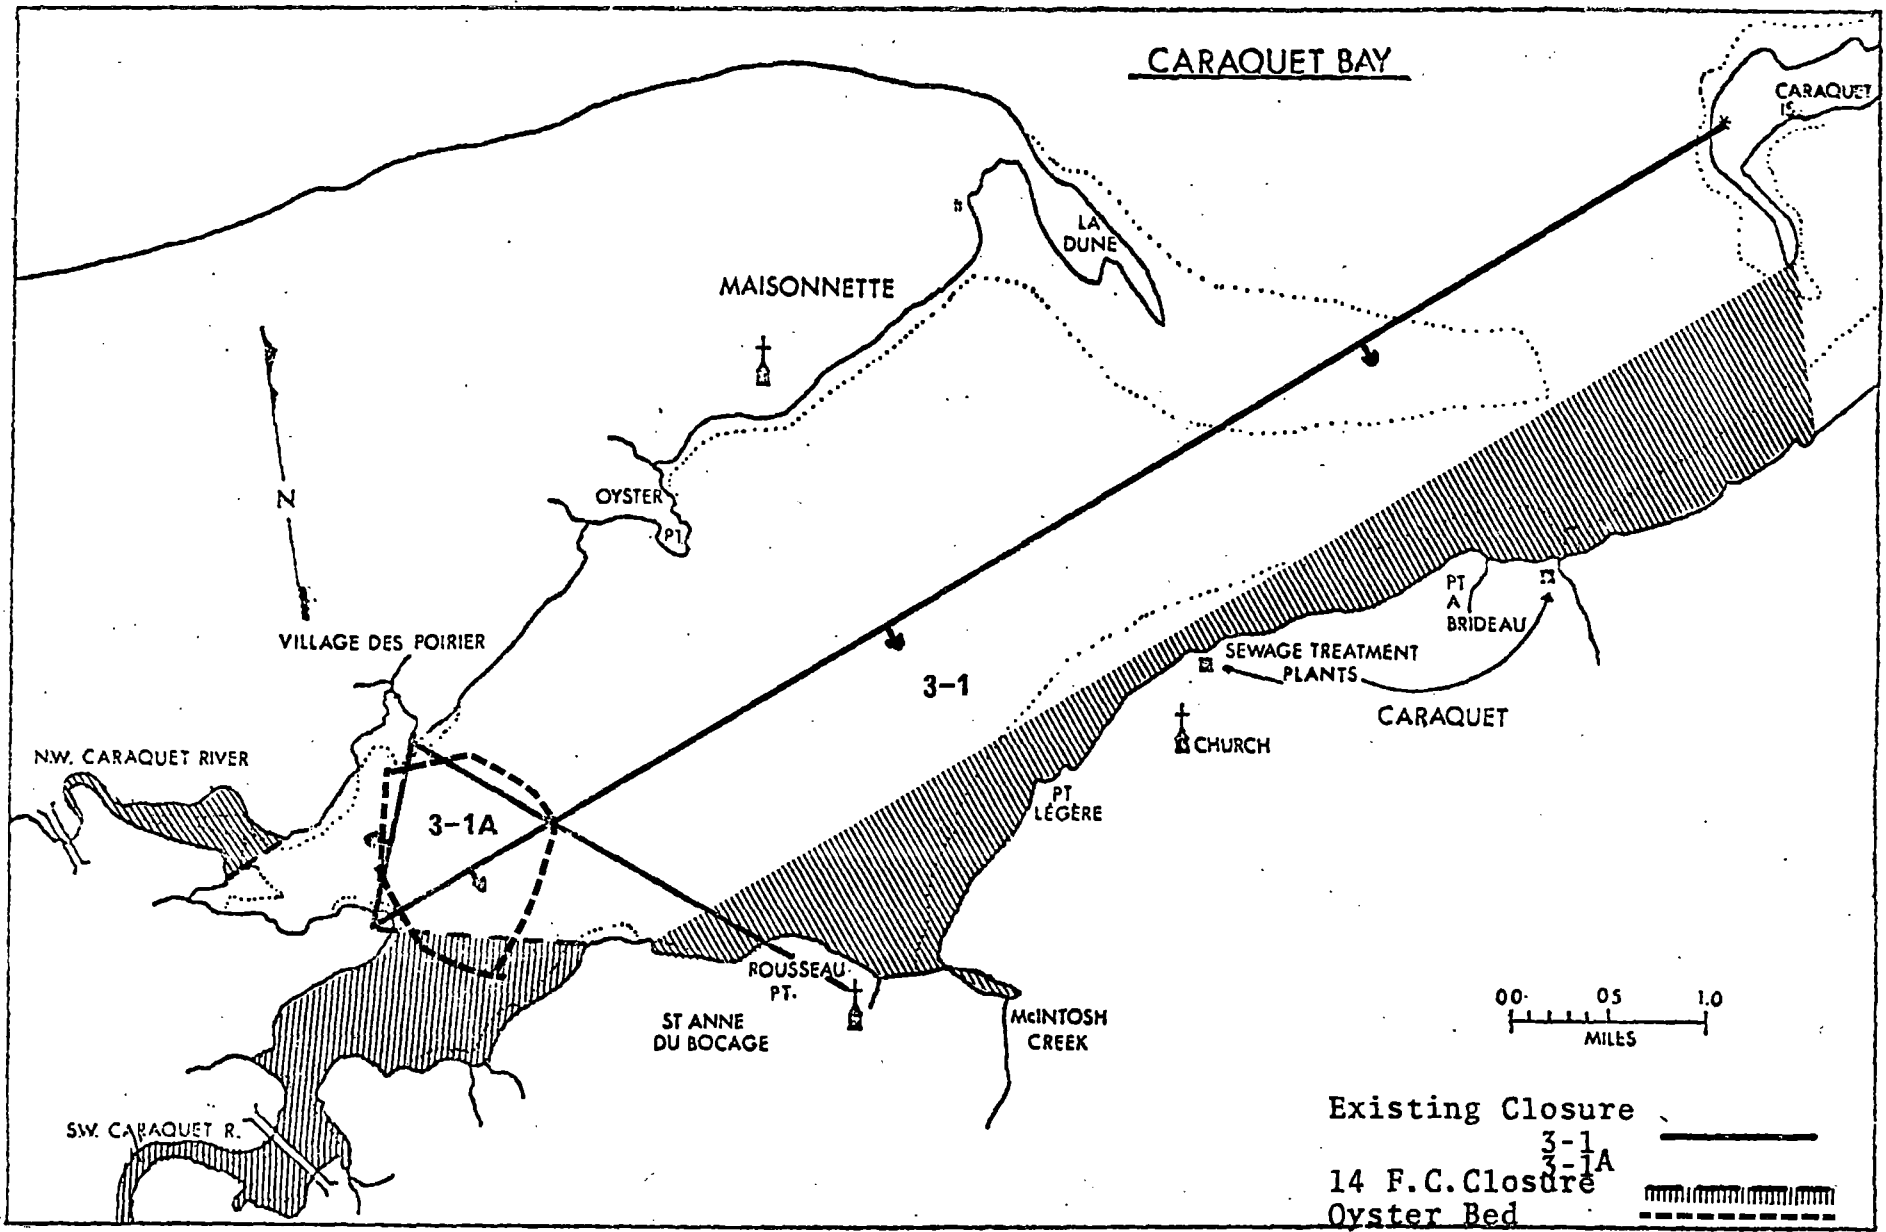 CARAQUET BAY
CARAQUET
IS.
LA
DUNE
MAISONNETTE
OYSTER
PT.
N
VILLAGE DES POIRIER
PT
A
BRIDEAU
SEWAGE TREATMENT
PLANTS
3-1
CARAQUET
CHURCH
N.W. CARAQUET RIVER
PT
LÉGÈRE
3-1A
ROUSSEAU
PT.
ST ANNE
DU BOCAGE
McINTOSH
CREEK
00 05 1.0
MILES
S.W. CARAQUET R.
Existing Closure
3-1
3-1A
14 F.C.Closure
Oyster Bed